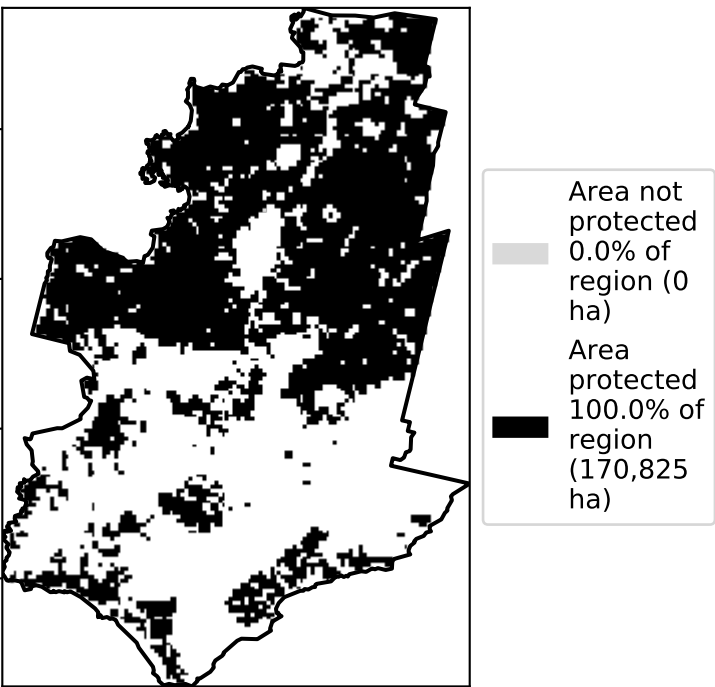 Area not
protected
0.0% of
region (0
ha)
Area
protected
100.0% of
region
(170,825
ha)